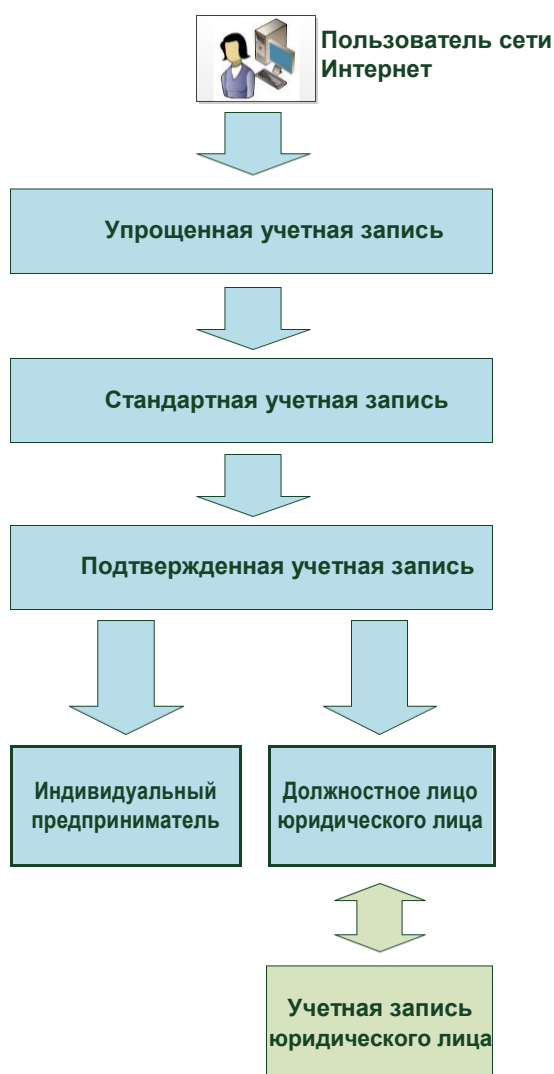 Пользователь сети
Интернет
Упрощенная учетная запись
Стандартная учетная запись
Подтвержденная учетная запись
Индивидуальный
предприниматель
Должностное лицо
юридического лица
Учетная запись
юридического лица